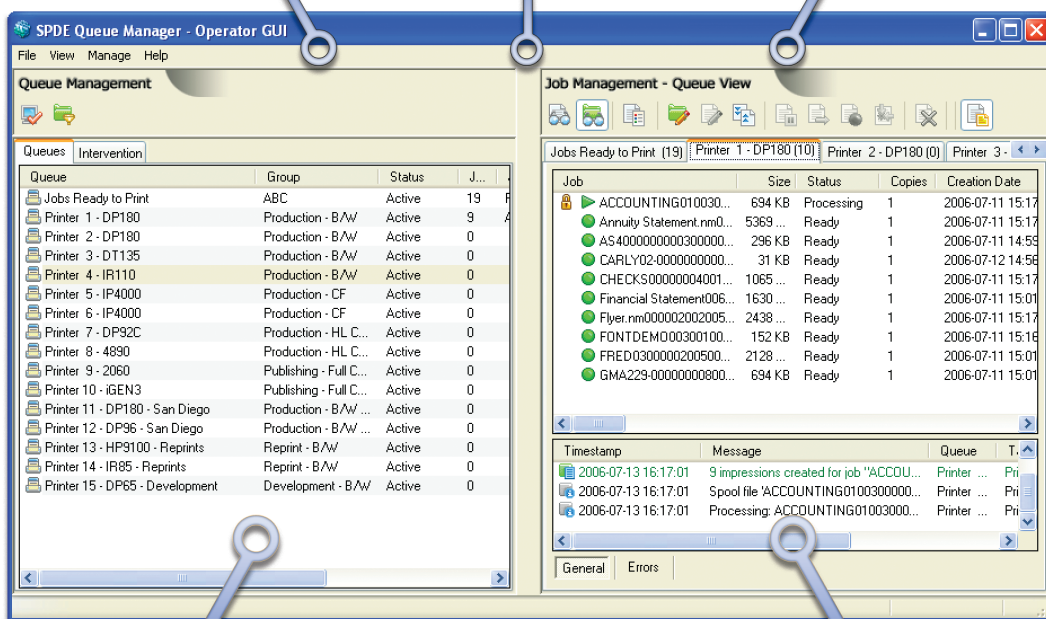 SPDE Queue Manager - Operator GUI
File View Manage Help
Queue Management
Queues Intervention
Queue Group Status J...
Jobs Ready to Print ABC Active 19
Printer 1 - DP180 Production - B/W Active 9
Printer 2 - DP180 Production - B/W Active 0
Printer 3 - DT135 Production - B/W Active 0
Printer 4 - IR110 Production - B/W Active 0
Printer 5 - IP4000 Production - CF Active 0
Printer 6 - IP4000 Production - CF Active 0
Printer 7 - DP92C Production - HL C... Active 0
Printer 8 - 4890 Production - HL C... Active 0
Printer 9 - 2060 Publishing - Full C... Active 0
Printer 10 - iGEN3 Publishing - Full C... Active 0
Printer 11 - DP180 - San Diego Production - B/W ... Active 0
Printer 12 - DP96 - San Diego Production - B/W ... Active 0
Printer 13 - HP9100 - Reprints Reprint - B/W Active 0
Printer 14 - IR85 - Reprints Reprint - B/W Active 0
Printer 15 - DP65 - Development Development - B/W Active 0
Job Management - Queue View
Jobs Ready to Print (19) Printer 1 - DP180 (10) Printer 2 - DP180 (0) Printer 3 -
Job Size Status Copies Creation Date
ACCOUNTING010030... 694 KB Processing 1 2006-07-11 15:17
Annuity Statement.nm0... 5369 ... Ready 1 2006-07-11 15:17
AS4000000000300000... 296 KB Ready 1 2006-07-11 14:59
CARLY02-0000000000... 31 KB Ready 1 2006-07-12 14:56
CHECKS00000004001... 1065 ... Ready 1 2006-07-11 15:17
Financial Statement006... 1630 ... Ready 1 2006-07-11 15:01
Flyer.nm000002002005... 2438 ... Ready 1 2006-07-11 15:17
FONTDEMO00300100... 152 KB Ready 1 2006-07-11 15:16
FRED0300000200500... 2128 ... Ready 1 2006-07-11 15:01
GMA229-00000000800... 694 KB Ready 1 2006-07-11 15:01
Timestamp Message Queue T.
2006-07-13 16:17:01 9 impressions created for job "ACCOU... Printer ... Pri
2006-07-13 16:17:01 Spool file 'ACCOUNTING0100300000... Printer ... Pri
2006-07-13 16:17:01 Processing: ACCOUNTING01003000... Printer ... Pri
General Errors